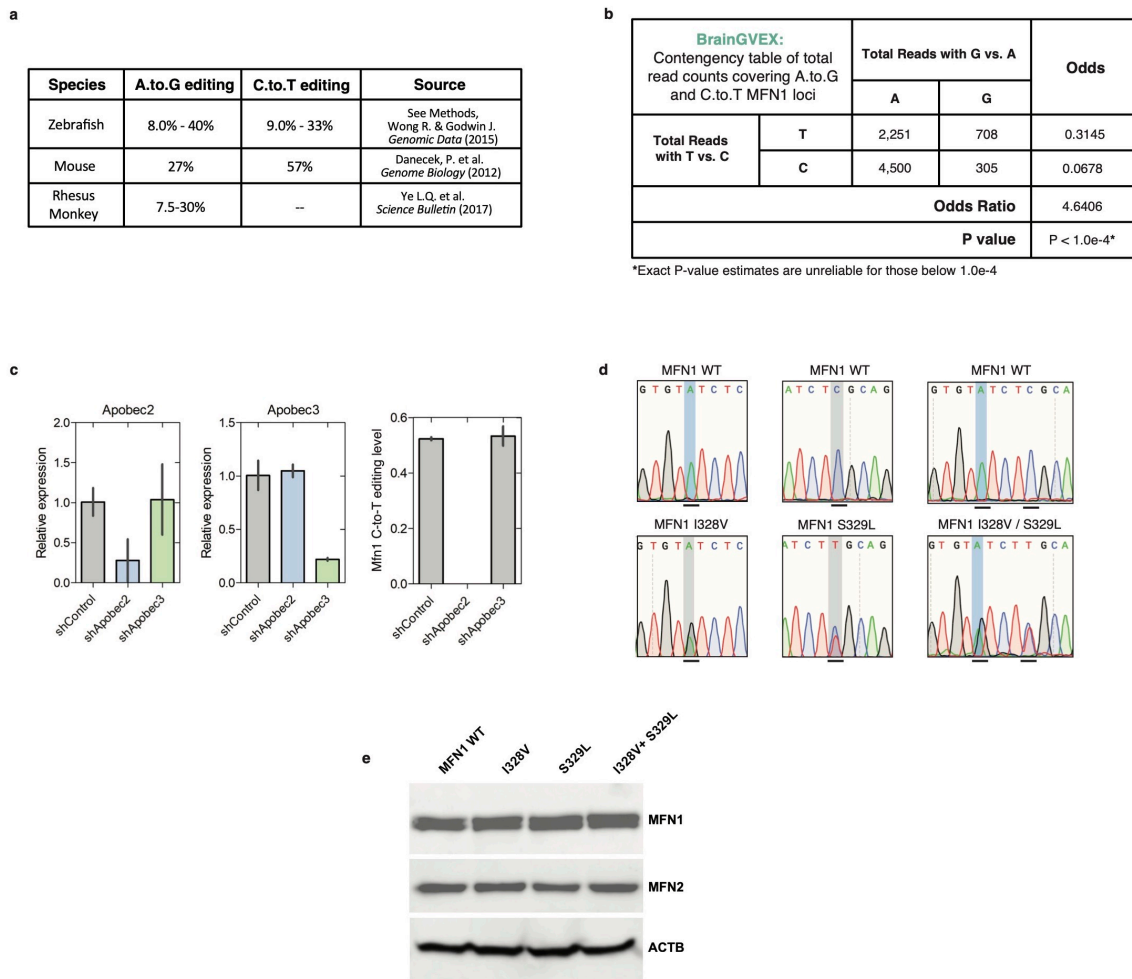 a
Species A.to.G editing C.to.T editing Source
Zebrafish 8.0% - 40% 9.0% - 33% See Methods,
Wong R. & Godwin J.
Genomic Data (2015)
Mouse 27% 57% Danecek, P. et al.
Genome Biology (2012)
Rhesus
Monkey 7.5-30% -- Ye L.Q. et al.
Science Bulletin (2017)
b
BrainGVEX:
Contengency table of total
read counts covering A.to.G
and C.to.T MFN1 loci
Total Reads with G vs. A
Odds
A G
Total Reads
with T vs. C
T 2,251 708 0.3145
C 4,500 305 0.0678
Odds Ratio 4.6406
P value P < 1.0e-4*
*Exact P-value estimates are unreliable for those below 1.0e-4
c
Apobec2
Relative expression
2.0
1.5
1.0
0.5
0.0
shControl
shApobec2
shApobec3
Apobec3
Relative expression
1.5
1.0
0.5
0.0
shControl
shApobec2
shApobec3
Mfn1 C-to-T editing level
0.6
0.4
0.2
0.0
shControl
shApobec2
shApobec3
d
MFN1 WT
G T G T A T C T C
MFN1 WT
A T C T C G C A G
MFN1 WT
G T G T A T C T C G C A
MFN1 I328V
G T G T A T C T C
MFN1 S329L
A T C T T G C A G
MFN1 I328V / S329L
G T G T A T C T T G C A
e
MFN1 WT
I328V
S329L
I328V+ S329L
MFN1
MFN2
ACTB